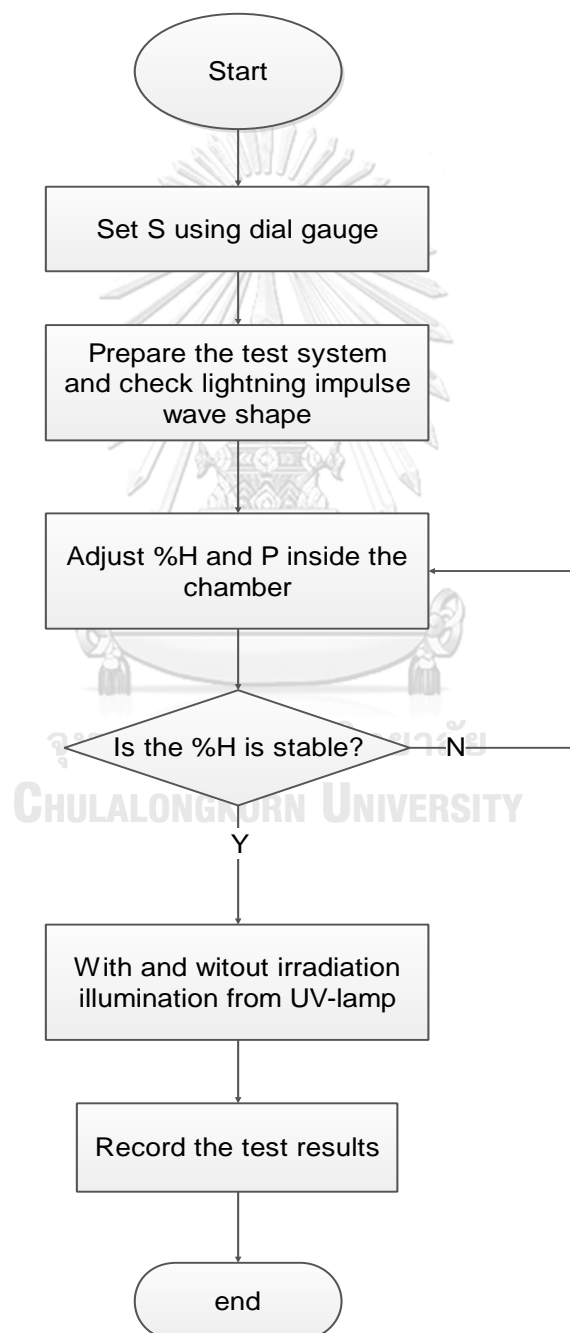 Start
Set S using dial gauge
Prepare the test system
and check lightning impulse
wave shape
Adjust %H and P inside the
chamber
Is the %H is stable?
N
CHULALONGKORN UNIVERSITY
Y
With and witout irradiation
illumination from UV-lamp
Record the test results
end